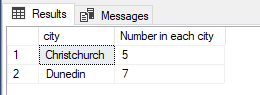 Results Messages
city Number in each city
1 Christchurch 5
2 Dunedin 7